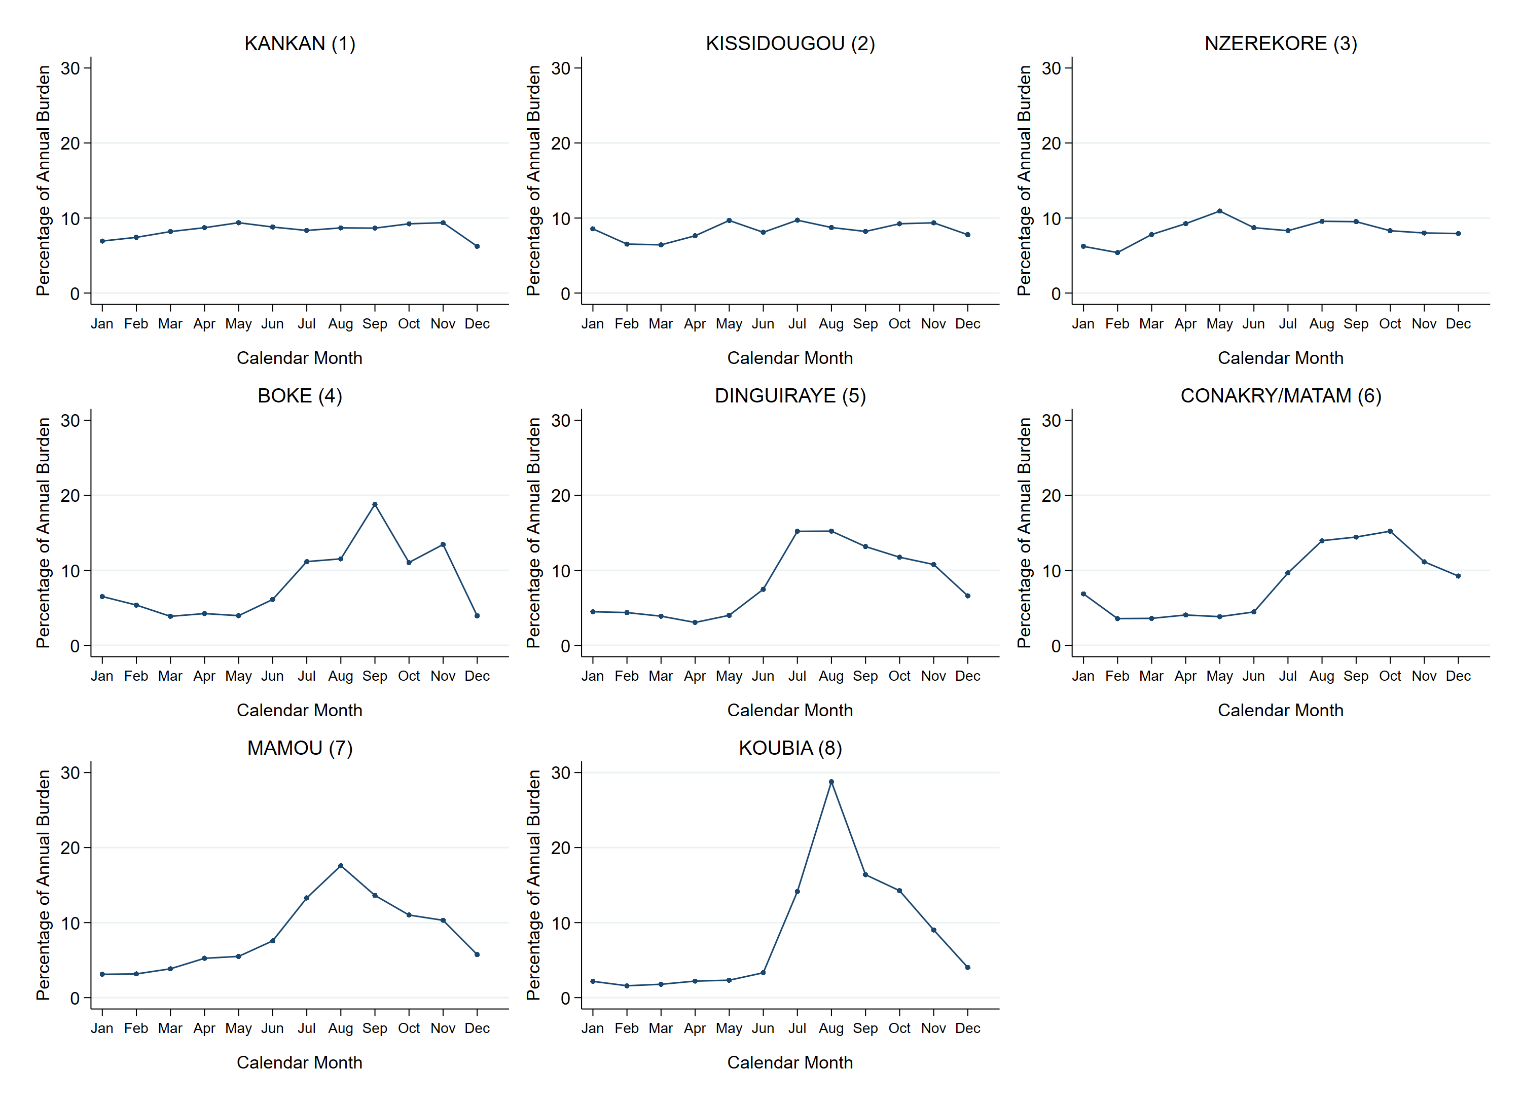 KANKAN (1)
Percentage of Annual Burden
30
20
10
0
Jan Feb Mar Apr May Jun Jul Aug Sep Oct Nov Dec
Calendar Month
KISSIDOUGOU (2)
Percentage of Annual Burden
30
20
10
0
Jan Feb Mar Apr May Jun Jul Aug Sep Oct Nov Dec
Calendar Month
NZEREKORE (3)
Percentage of Annual Burden
30
20
10
0
Jan Feb Mar Apr May Jun Jul Aug Sep Oct Nov Dec
Calendar Month
BOKE (4)
Percentage of Annual Burden
30
20
10
0
Jan Feb Mar Apr May Jun Jul Aug Sep Oct Nov Dec
Calendar Month
DINGUIRAYE (5)
Percentage of Annual Burden
30
20
10
0
Jan Feb Mar Apr May Jun Jul Aug Sep Oct Nov Dec
Calendar Month
CONAKRY/MATAM (6)
Percentage of Annual Burden
30
20
10
0
Jan Feb Mar Apr May Jun Jul Aug Sep Oct Nov Dec
Calendar Month
MAMOU (7)
Percentage of Annual Burden
30
20
10
0
Jan Feb Mar Apr May Jun Jul Aug Sep Oct Nov Dec
Calendar Month
KOUBIA (8)
Percentage of Annual Burden
30
20
10
0
Jan Feb Mar Apr May Jun Jul Aug Sep Oct Nov Dec
Calendar Month